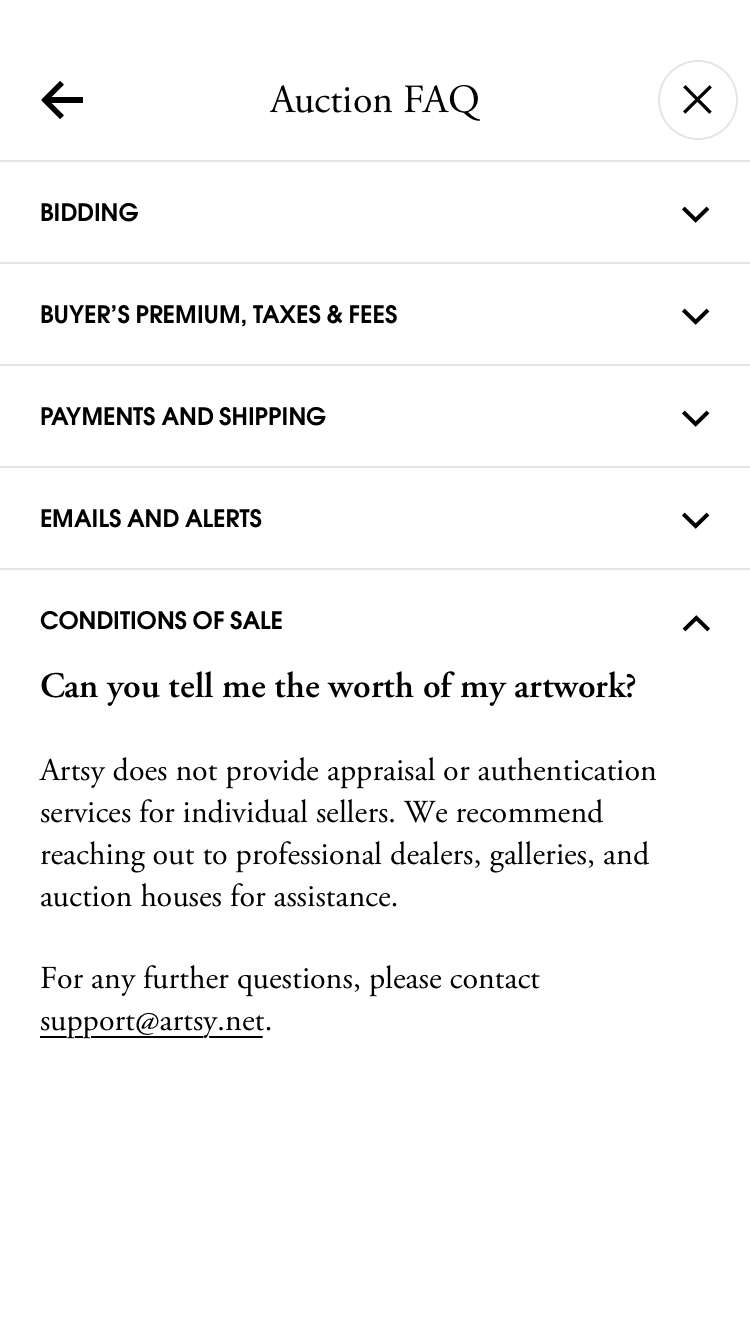 Auction FAQ
BIDDING
BUYER’S PREMIUM, TAXES & FEES
PAYMENTS AND SHIPPING
EMAILS AND ALERTS
CONDITIONS OF SALE
Can you tell me the worth of my artwork?
Artsy does not provide appraisal or authentication
services for individual sellers. We recommend
reaching out to professional dealers, galleries, and
auction houses for assistance.
For any further questions, please contact
support@artsy.net.